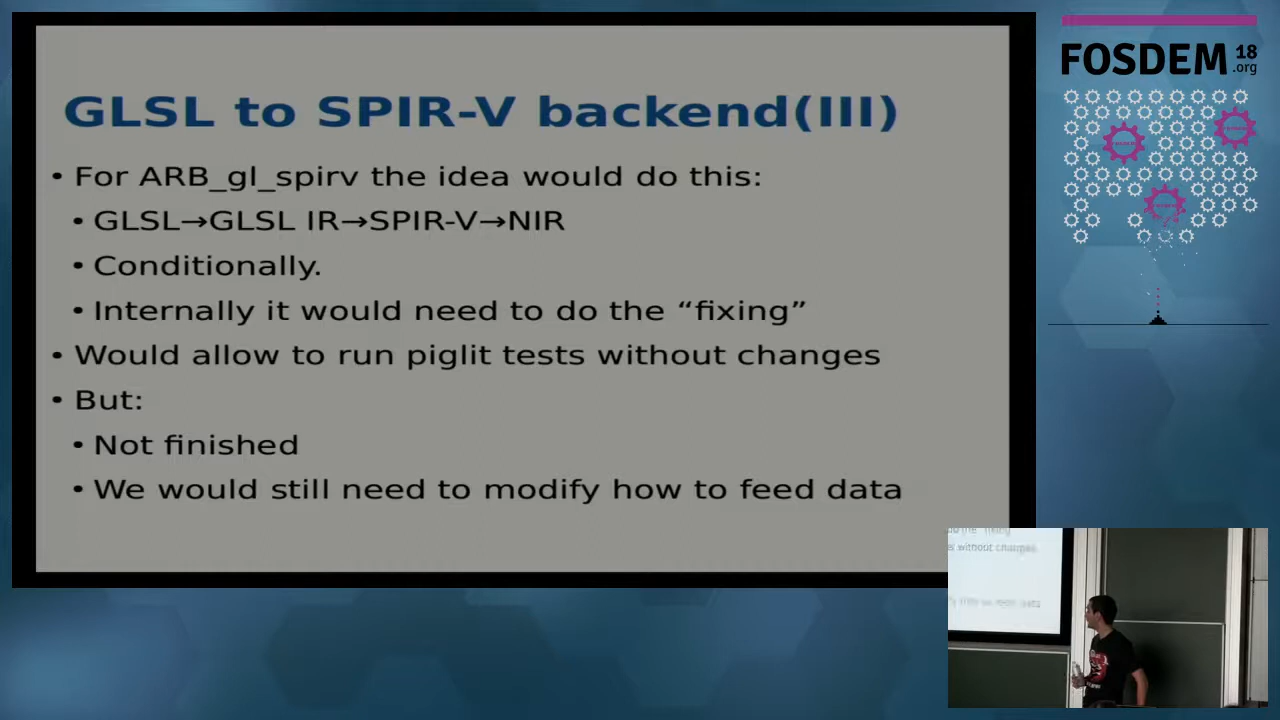 GLSL to SPIR-V backend(III)
• For ARB_gl_spirv the idea would do this:
• GLSL→GLSL IR→SPIR-V→NIR
• Conditionally.
• Internally it would need to do the “fixing”
• Would allow to run piglit tests without changes
• But:
• Not finished
• We would still need to modify how to feed data
FOSDEM 18
.org
without changes